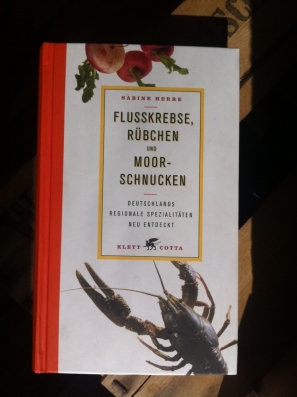 SABINE HERRE
FLUSSKREBSE,
RÜBCHEN
UND
MOOR-
SCHNUCKEN
DEUTSCHLANDS
REGIONALE SPEZIALITÄTEN
NEU ENTDECKT
KLETT COTTA